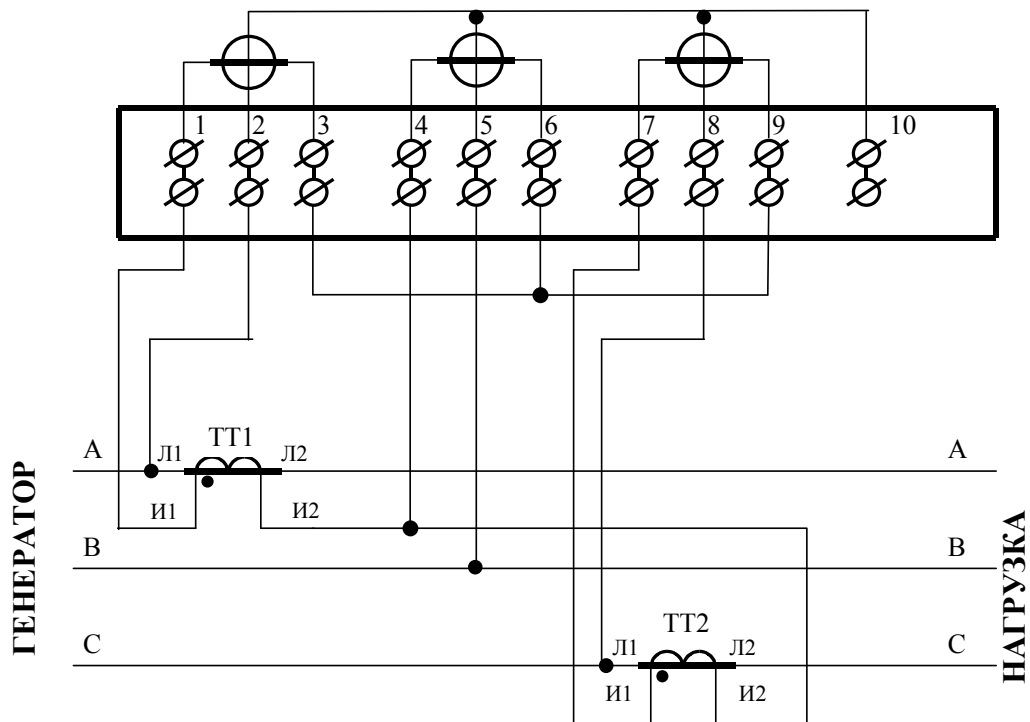 1 2 3 4 5 6 7 8 9 10
ТТ1
А Л1 Л2 А
И1 И2
В В
ТТ2
С Л1 Л2 С
И1 И2
ГЕНЕРАТОР
НАГРУЗКА